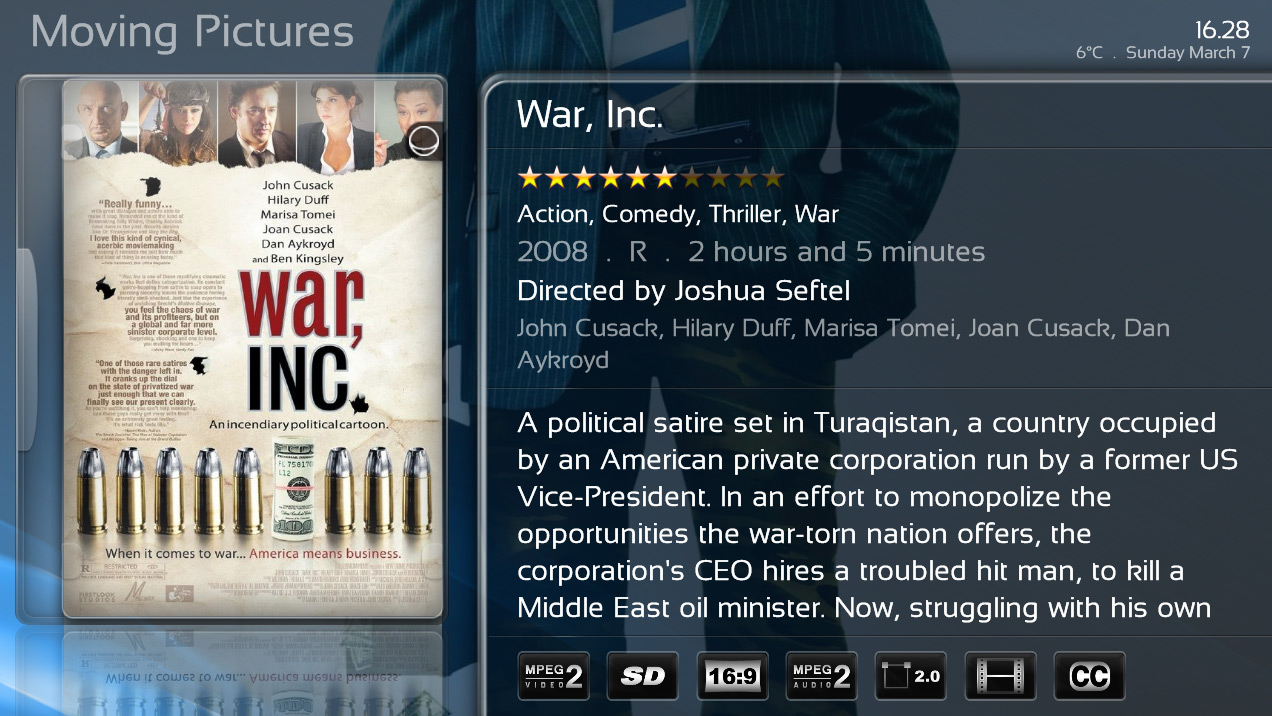 Moving Pictures
16.28
6°C . Sunday March 7
John Cusack
Hilary Duff
Marisa Tomei
Joan Cusack
Dan Aykroyd
and Ben Kingsley
"Really funny...
I love this kind of cynical,
acerbic moviemaking
you feel the chaos of war
and its profiteers, but on
a global and far more
sinister corporate level.
"One of those rare satires
with the danger left in.
It cranks up the dial
on the state of privatized war
just enough that we can
finally see our present clearly.
war,
INC.
An incendiary political cartoon.
When it comes to war... America means business.
R RESTRICTED
FIRST LOOK
STUDIOS
War, Inc.
Action, Comedy, Thriller, War
2008 . R . 2 hours and 5 minutes
Directed by Joshua Seftel
John Cusack, Hilary Duff, Marisa Tomei, Joan Cusack, Dan
Aykroyd
A political satire set in Turaqistan, a country occupied
by an American private corporation run by a former US
Vice-President. In an effort to monopolize the
opportunities the war-torn nation offers, the
corporation's CEO hires a troubled hit man, to kill a
Middle East oil minister. Now, struggling with his own
MPEG 2 VIDEO
SD
16:9
MPEG 2 AUDIO
2.0
CC